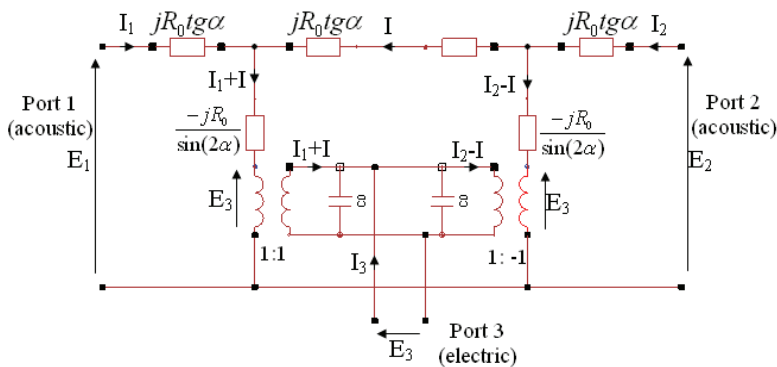 I₁ jR₀tgα jR₀tgα I jR₀tgα I₂
Port 1
(acoustic)
E₁
I₁+I
-jR₀
sin(2α)
E₃
1:1
I₁+I
8
I₃
8
I₂-I
I₂-I
-jR₀
sin(2α)
E₃
1: -1
Port 2
(acoustic)
E₂
E₃
Port 3
(electric)